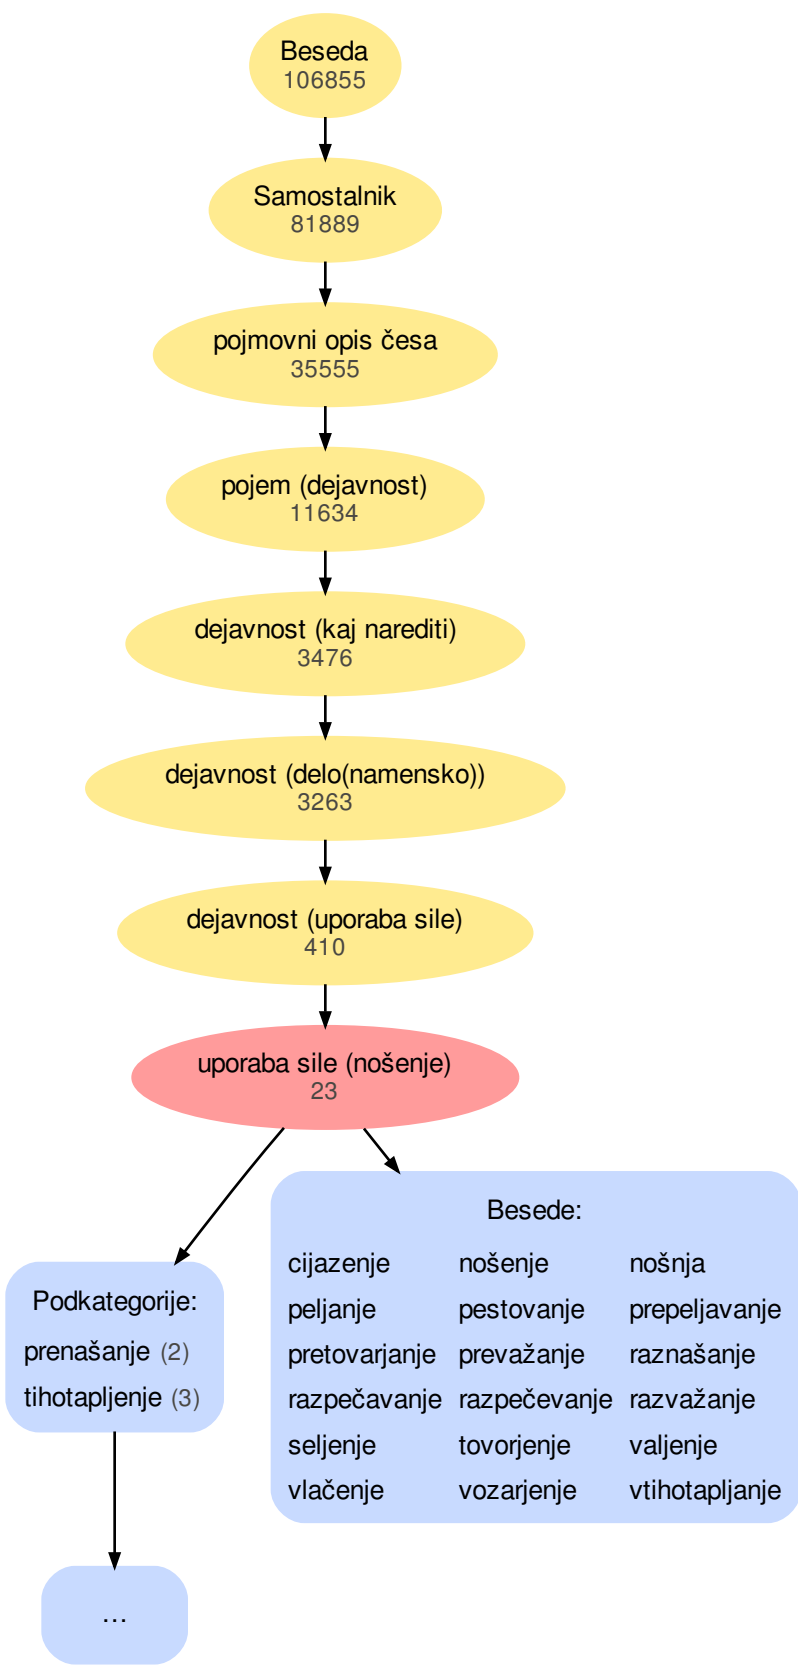 Beseda
106855
Samostalnik
81889
pojmovni opis česa
35555
pojem (dejavnost)
11634
dejavnost (kaj narediti)
3476
dejavnost (delo(namensko))
3263
dejavnost (uporaba sile)
410
uporaba sile (nošenje)
23
Podkategorije:
prenašanje (2)
tihotapljenje (3)
...
Besede:
cijazenje nošenje nošnja
peljanje pestovanje prepeljavanje
pretovarjanje prevažanje raznašanje
razpečavanje razpečevanje razvažanje
seljenje tovorjenje valjenje
vlačenje vozarjenje vtihotapljanje